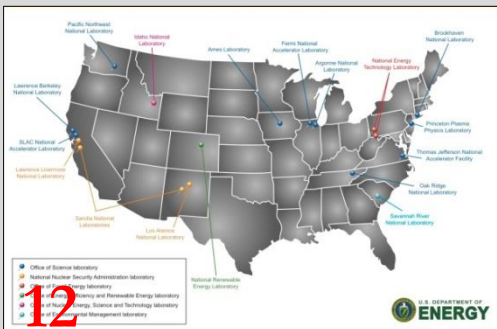 Pacific Northwest
National Laboratory
Idaho National
Laboratory
Ames Laboratory
Fermi National
Accelerator Laboratory
Argonne National
Laboratory
National Energy
Technology Laboratory
Brookhaven
National Laboratory
Lawrence Berkeley
National Laboratory
SLAC National
Accelerator Laboratory
Lawrence Livermore
National Laboratory
Sandia National
Laboratories
Los Alamos
National Laboratory
National Renewable
Energy Laboratory
Princeton Plasma
Physics Laboratory
Thomas Jefferson National
Accelerator Facility
Oak Ridge
National Laboratory
Savannah River
National Laboratory
Office of Science laboratory
National Nuclear Security Administration laboratory
Office of Fossil Energy laboratory
Office of Energy Efficiency and Renewable Energy laboratory
Office of Nuclear Energy, Science and Technology laboratory
Office of Environmental Management laboratory
12
U.S. DEPARTMENT OF
ENERGY